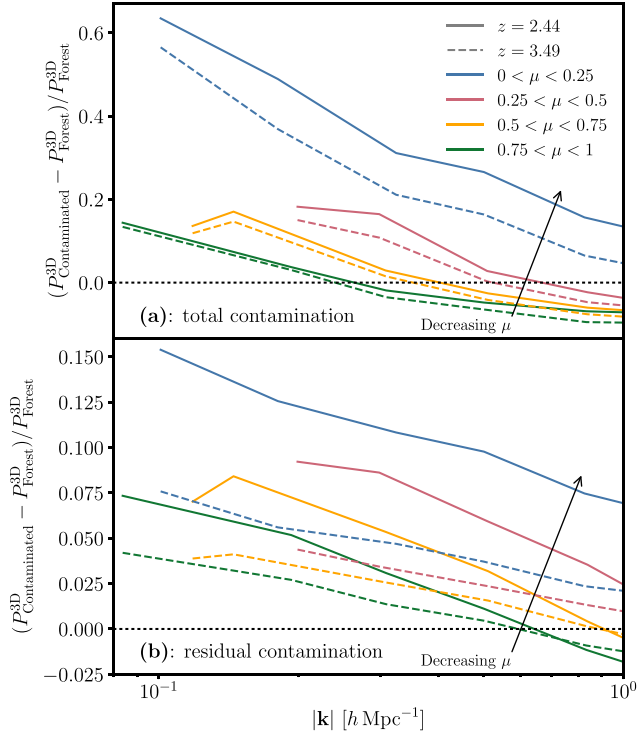 (P^3D_Contaminated − P^3D_Forest)/P^3D_Forest
0.6
0.4
0.2
0.0
z = 2.44
z = 3.49
0 < μ < 0.25
0.25 < μ < 0.5
0.5 < μ < 0.75
0.75 < μ < 1
Decreasing μ
(a): total contamination
(P^3D_Contaminated − P^3D_Forest)/P^3D_Forest
0.150
0.125
0.100
0.075
0.050
0.025
0.000
−0.025
Decreasing μ
(b): residual contamination
10^−1
10^0
|k| [h Mpc^−1]